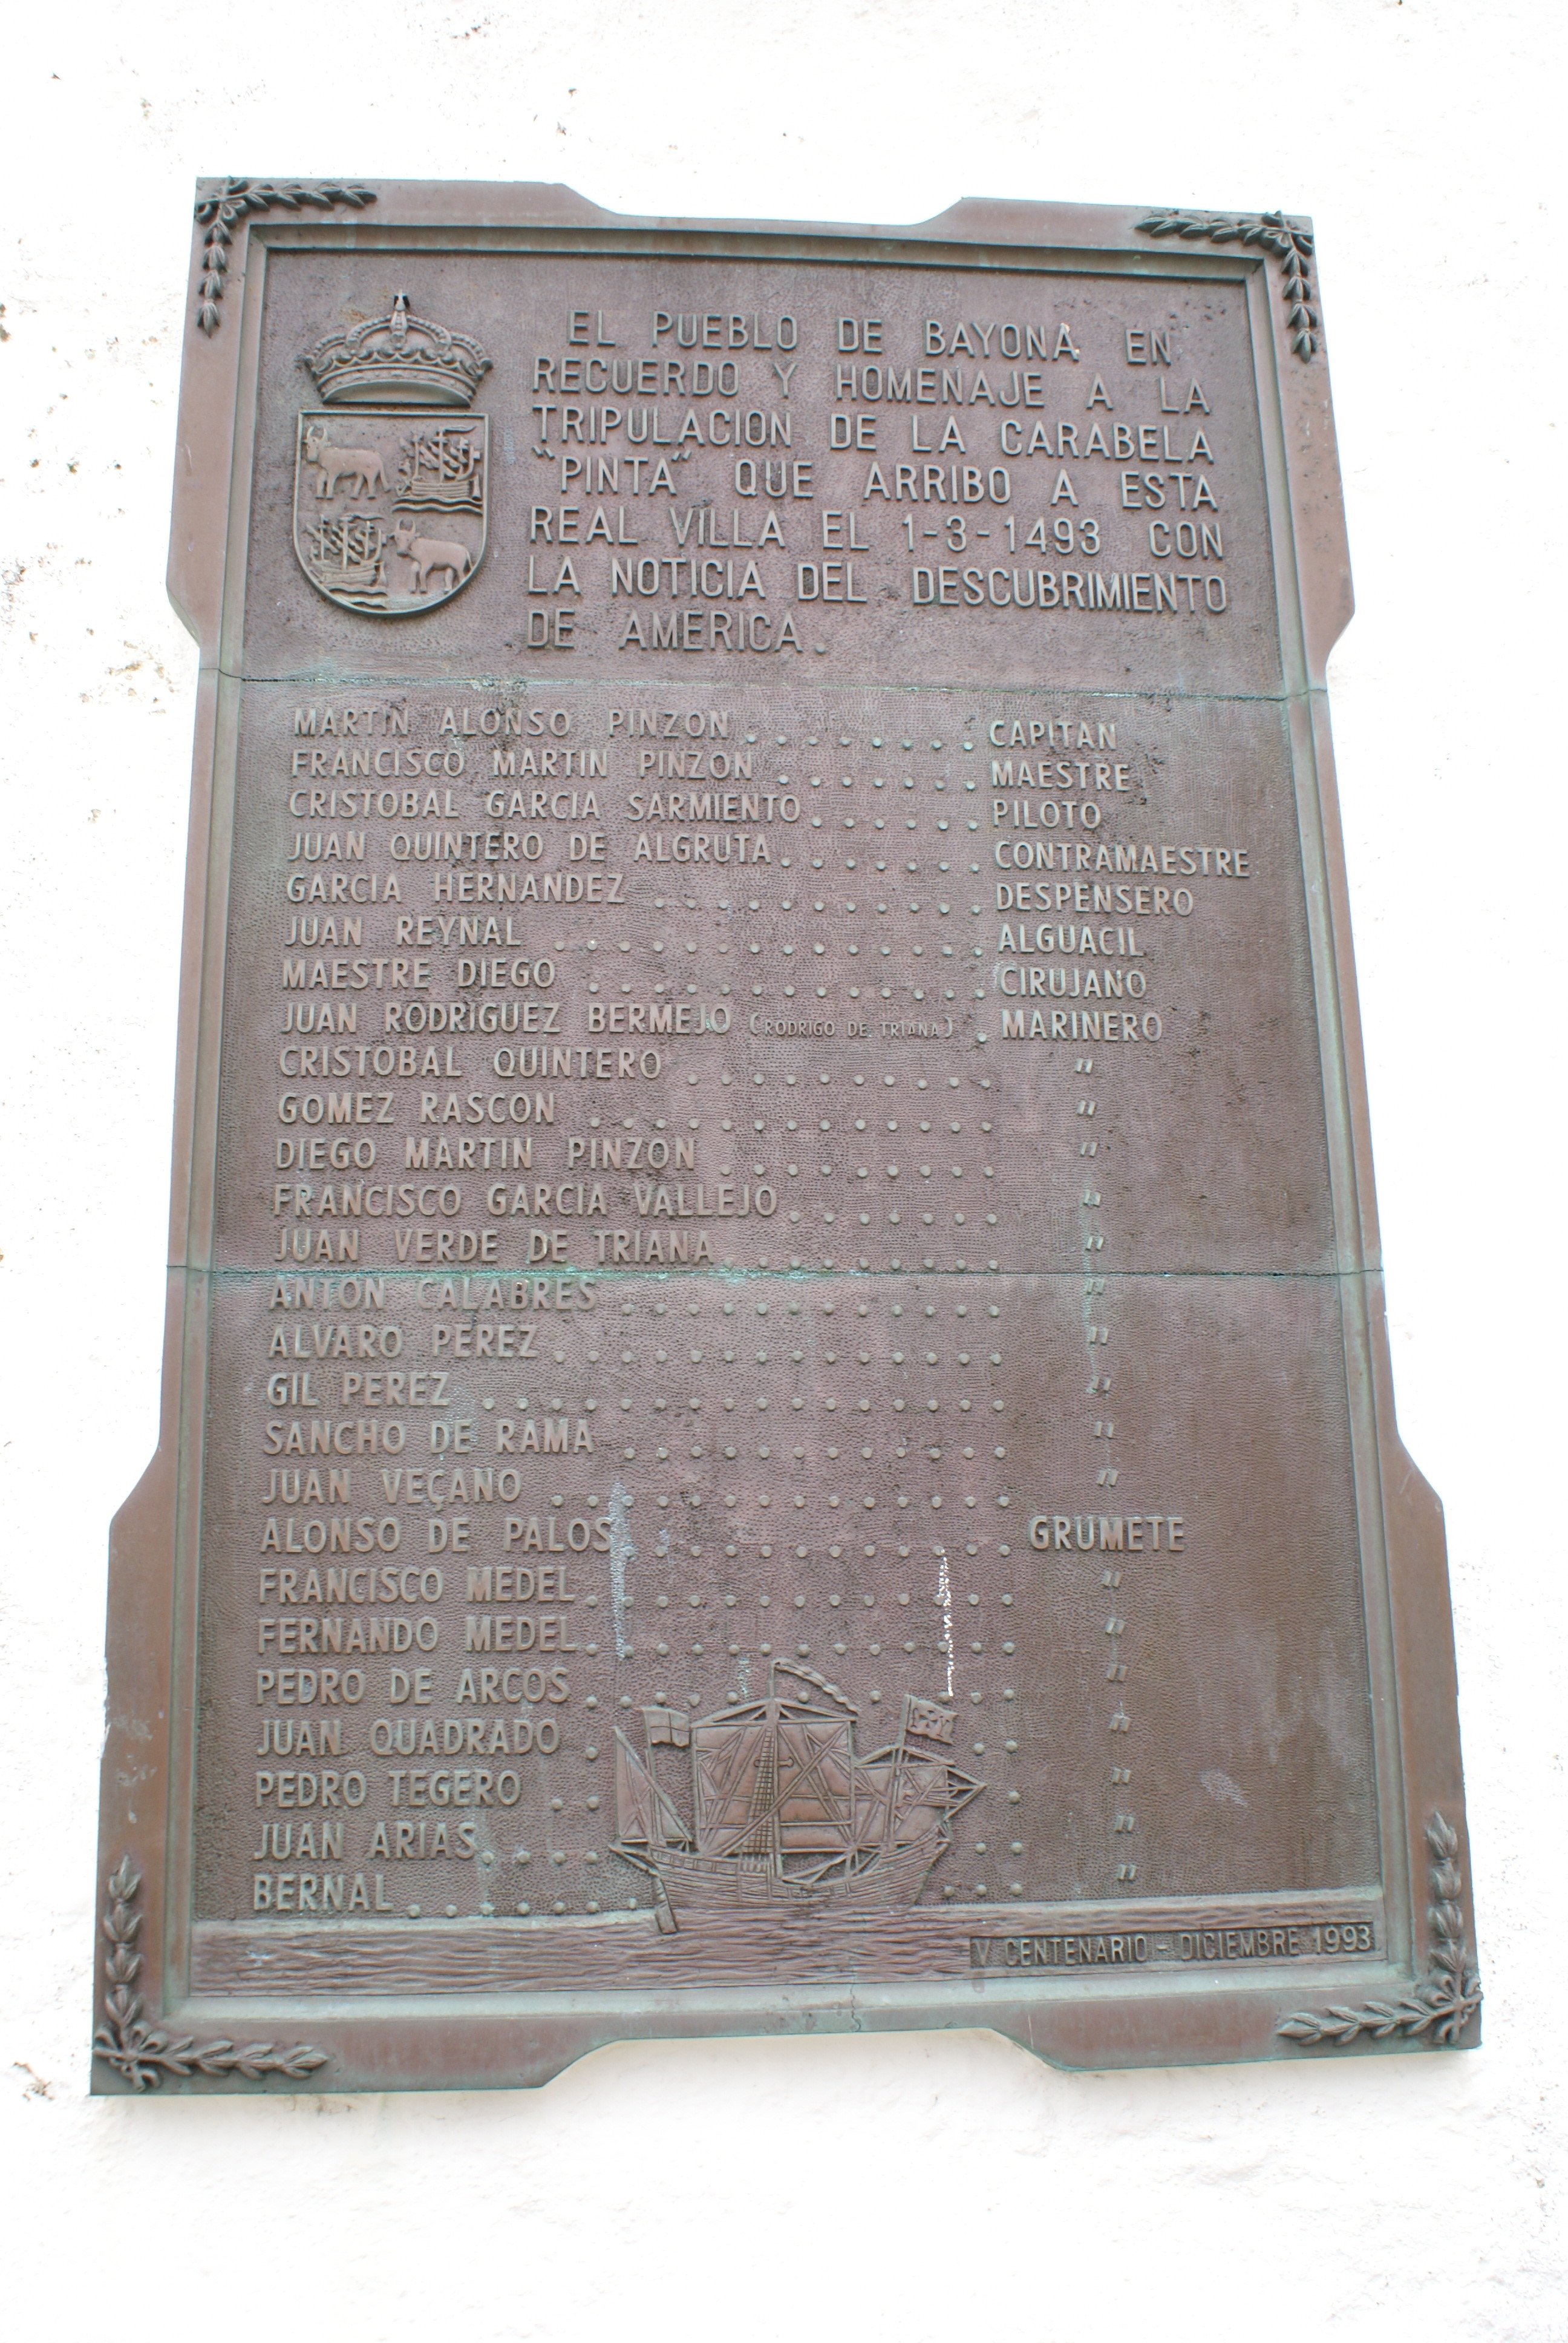 EL PUEBLO DE BAYONA EN
RECUERDO Y HOMENAJE A LA
TRIPULACION DE LA CARABELA
"PINTA" QUE ARRIBO A ESTA
REAL VILLA EL 1-3-1493 CON
LA NOTICIA DEL DESCUBRIMIENTO
DE AMERICA.
MARTIN ALONSO PINZON . . . . . . . CAPITAN
FRANCISCO MARTIN PINZON . . . . . . . MAESTRE
CRISTOBAL GARCIA SARMIENTO . . . . . . PILOTO
JUAN QUINTERO DE ALGRUTA . . . . . . . CONTRAMAESTRE
GARCIA HERNANDEZ . . . . . . . . . . DESPENSERO
JUAN REYNAL . . . . . . . . . . . . . ALGUACIL
MAESTRE DIEGO . . . . . . . . . . . . CIRUJANO
JUAN RODRIGUEZ BERMEJO (RODRIGO DE TRIANA) . MARINERO
CRISTOBAL QUINTERO . . . . . . . . . . "
GOMEZ RASCON . . . . . . . . . . . . "
DIEGO MARTIN PINZON . . . . . . . . . "
FRANCISCO GARCIA VALLEJO . . . . . . . "
JUAN VERDE DE TRIANA . . . . . . . . "
ANTON CALABRES . . . . . . . . . . . . "
ALVARO PEREZ . . . . . . . . . . . . . . "
GIL PEREZ . . . . . . . . . . . . . . . . "
SANCHO DE RAMA . . . . . . . . . . . . "
JUAN VEÇANO . . . . . . . . . . . . . . "
ALONSO DE PALOS . . . . . . . . . . . . GRUMETE
FRANCISCO MEDEL . . . . . . . . . . . . . "
FERNANDO MEDEL . . . . . . . . . . . . . "
PEDRO DE ARCOS . . . . . . . . . . "
JUAN QUADRADO . . . "
PEDRO TEGERO . . . "
JUAN ARIAS . . . . . . "
BERNAL . . . . . . . . . . "
V CENTENARIO - DICIEMBRE 1993